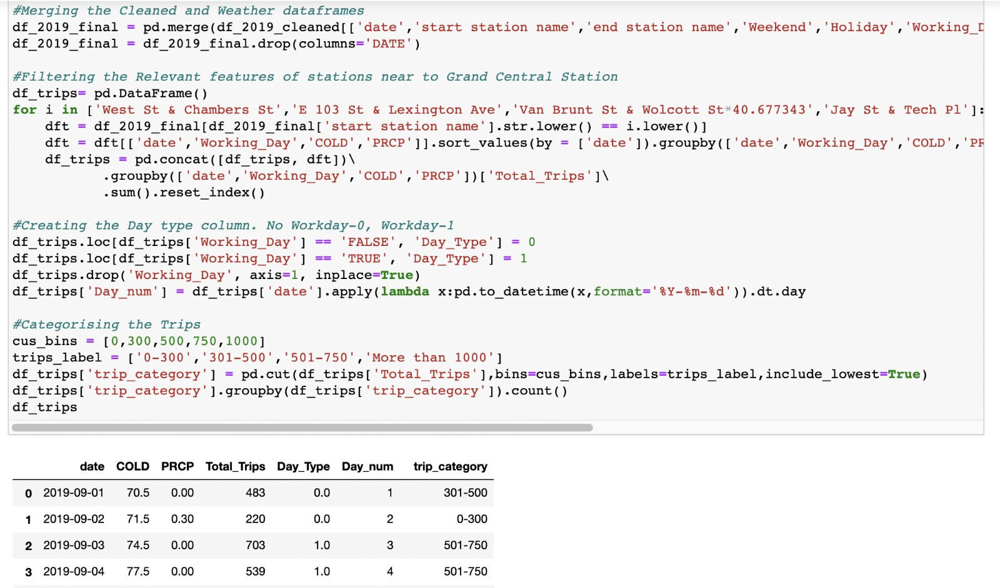 #Merging the Cleaned and Weather dataframes
df_2019_final = pd.merge(df_2019_cleaned[['date','start station name','end station name','Weekend','Holiday','Working_D
df_2019_final = df_2019_final.drop(columns='DATE')
#Filtering the Relevant features of stations near to Grand Central Station
df_trips= pd.DataFrame()
for i in ['West St & Chambers St','E 103 St & Lexington Ave','Van Brunt St & Wolcott St 40.677343','Jay St & Tech Pl']:
dft = df_2019_final[df_2019_final['start station name'].str.lower() == i.lower()]
dft = dft[['date','Working_Day','COLD','PRCP']].sort_values(by = ['date']).groupby(['date','Working_Day','COLD','PR
df_trips = pd.concat([df_trips, dft])\
.groupby(['date','Working_Day','COLD','PRCP'])['Total_Trips']\
.sum().reset_index()
#Creating the Day type column. No Workday-0, Workday-1
df_trips.loc[df_trips['Working_Day'] == 'FALSE', 'Day_Type'] = 0
df_trips.loc[df_trips['Working_Day'] == 'TRUE', 'Day_Type'] = 1
df_trips.drop('Working_Day', axis=1, inplace=True)
df_trips['Day_num'] = df_trips['date'].apply(lambda x:pd.to_datetime(x,format='%Y-%m-%d')).dt.day
#Categorising the Trips
cus_bins = [0,300,500,750,1000]
trips_label = ['0-300','301-500','501-750','More than 1000']
df_trips['trip_category'] = pd.cut(df_trips['Total_Trips'],bins=cus_bins,labels=trips_label,include_lowest=True)
df_trips['trip_category'].groupby(df_trips['trip_category']).count()
df_trips
date COLD PRCP Total_Trips Day_Type Day_num trip_category
0 2019-09-01 70.5 0.00 483 0.0 1 301-500
1 2019-09-02 71.5 0.30 220 0.0 2 0-300
2 2019-09-03 74.5 0.00 703 1.0 3 501-750
3 2019-09-04 77.5 0.00 539 1.0 4 501-750